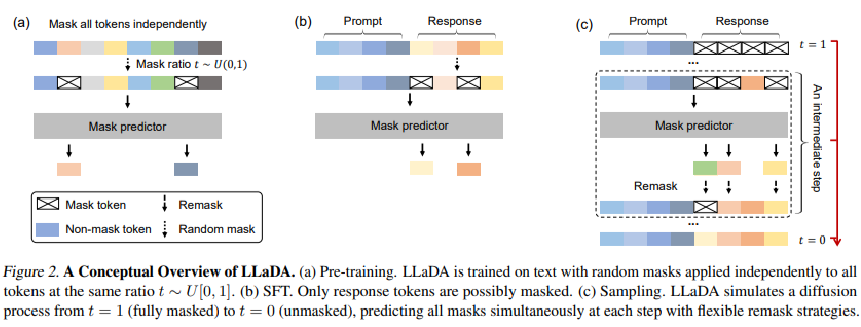 (a)
Mask all tokens independently
Mask ratio t ~ U(0,1)
Mask predictor
Mask token
Remask
Non-mask token
Random mask
(b)
Prompt
Response
Mask predictor
(c)
Prompt
Response
t = 1
...
Mask predictor
Remask
An intermediate step
...
t = 0
Figure 2. A Conceptual Overview of LLaDA. (a) Pre-training. LLaDA is trained on text with random masks applied independently to all
tokens at the same ratio t ∼ U[0, 1]. (b) SFT. Only response tokens are possibly masked. (c) Sampling. LLaDA simulates a diffusion
process from t = 1 (fully masked) to t = 0 (unmasked), predicting all masks simultaneously at each step with flexible remask strategies.